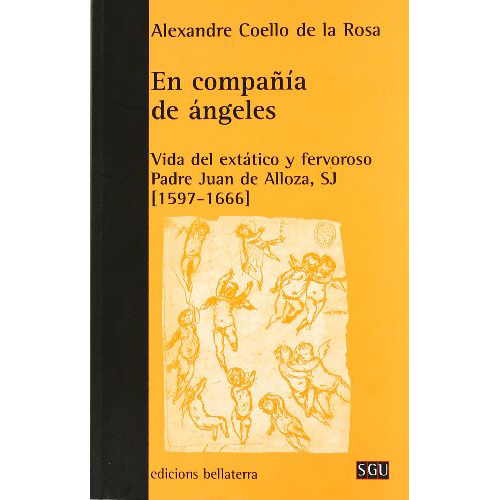 Alexandre Coello de la Rosa
En compañía
de ángeles
Vida del extático y fervoroso
Padre Juan de Alloza, SJ
[1597-1666]
edicions bellaterra
SGU